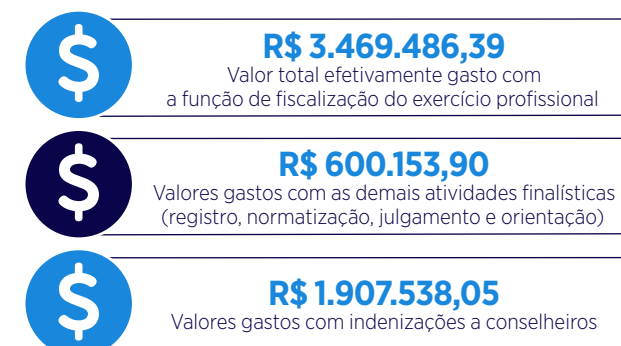 $
R$ 3.469.486,39
Valor total efetivamente gasto com
a função de fiscalização do exercício profissional
$
R$ 600.153,90
Valores gastos com as demais atividades finalísticas
(registro, normatização, julgamento e orientação)
$
R$ 1.907.538,05
Valores gastos com indenizações a conselheiros